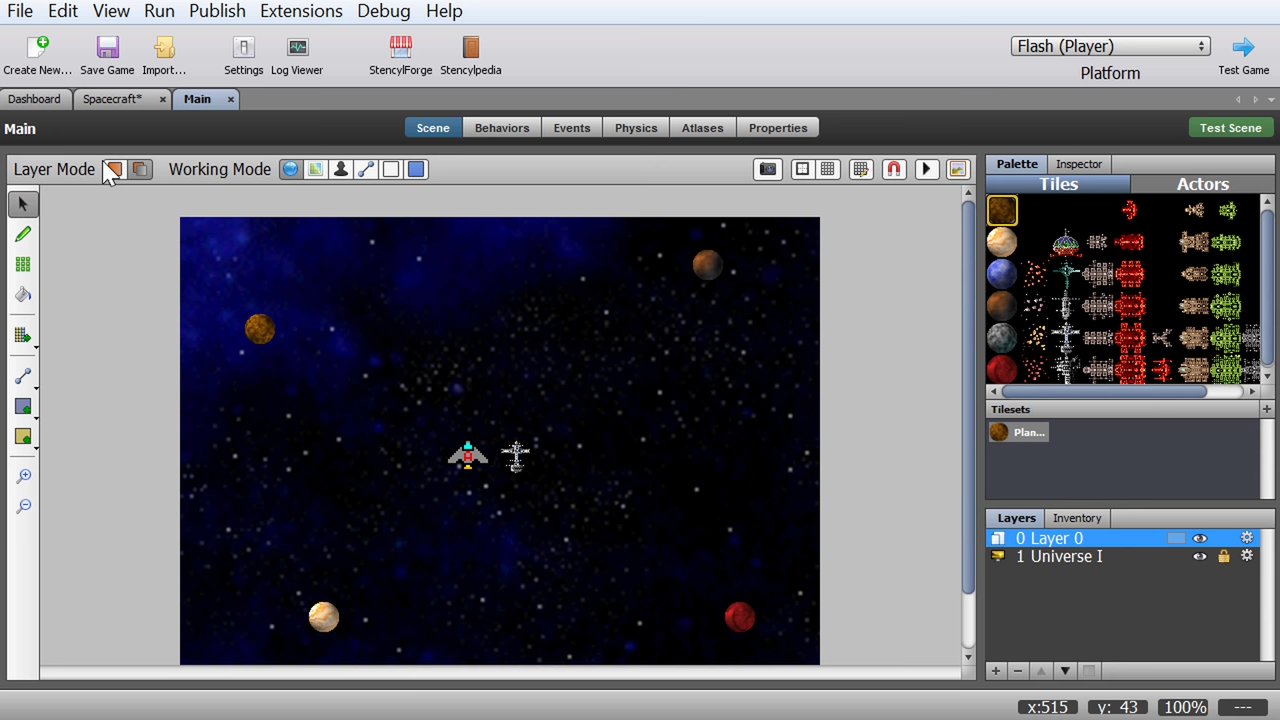 File Edit View Run Publish Extensions Debug Help
Create New... Save Game Import... Settings Log Viewer StencylForge Stencylpedia
Flash (Player)
Platform
Test Game
Dashboard Spacecraft* Main
Main
Scene Behaviors Events Physics Atlases Properties
Test Scene
Layer Mode Working Mode
Palette Inspector
Tiles Actors
Tilesets
Plan...
Layers Inventory
0 Layer 0
1 Universe I
x:515 y: 43 100% ---